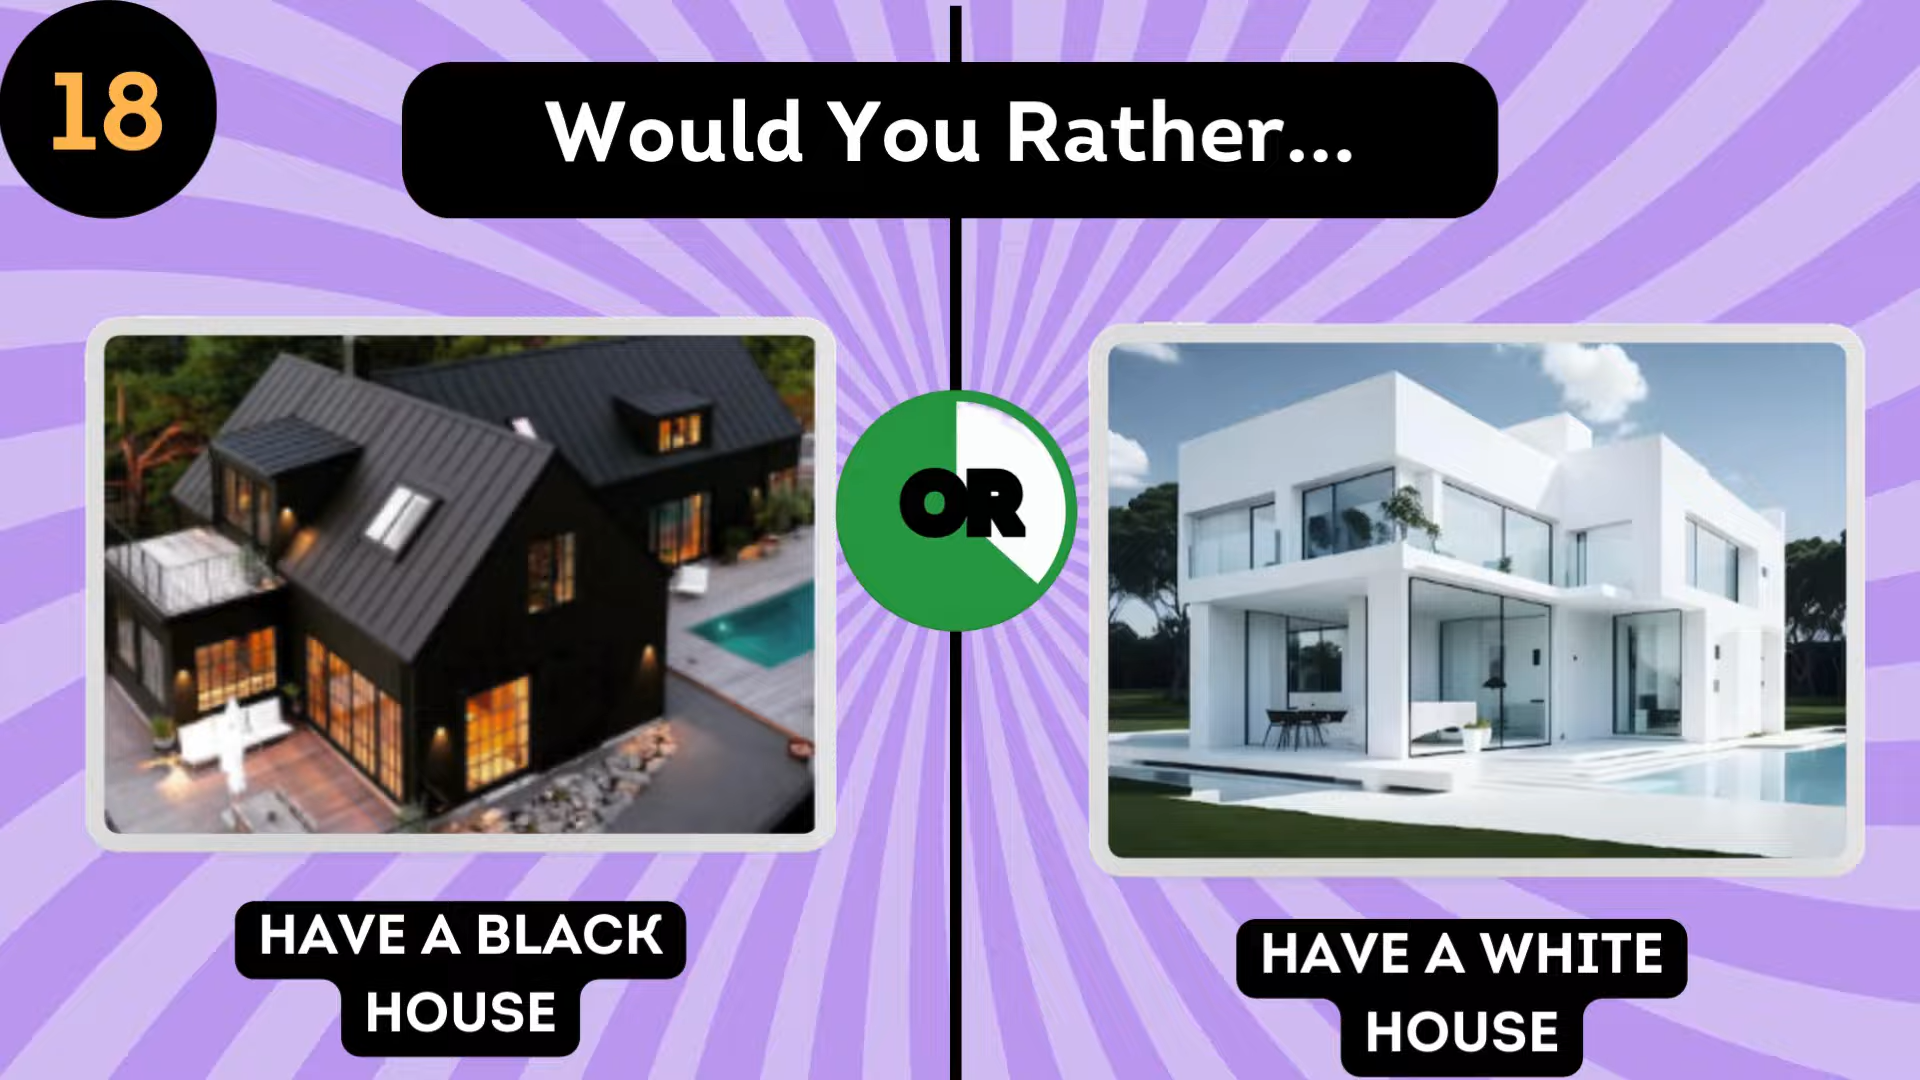 18
Would You Rather...
OR
HAVE A BLACK
HOUSE
HAVE A WHITE
HOUSE